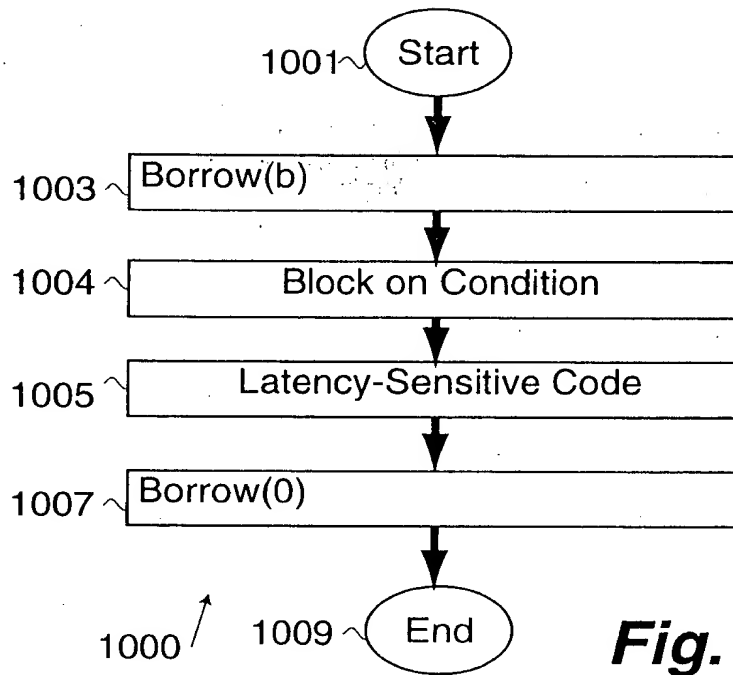 1001 Start
1003 Borrow(b)
1004 Block on Condition
1005 Latency-Sensitive Code
1007 Borrow(0)
1000 1009 End Fig.